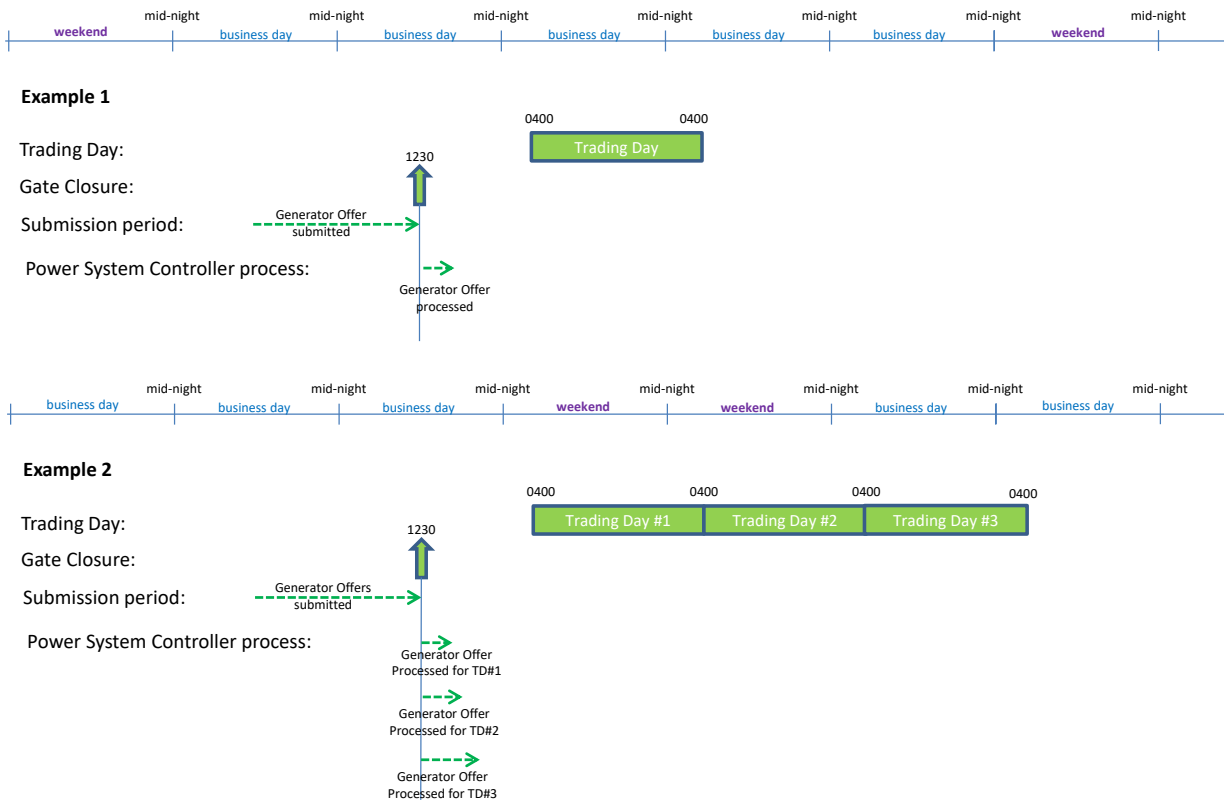 mid-night mid-night mid-night mid-night mid-night mid-night mid-night
weekend business day business day business day business day business day weekend
Example 1
0400 0400
Trading Day: Trading Day
1230
Gate Closure:
Submission period: Generator Offer
submitted
Power System Controller process:
Generator Offer
processed
mid-night mid-night mid-night mid-night mid-night mid-night mid-night
business day business day business day weekend weekend business day business day
Example 2
0400 0400 0400 0400
Trading Day: Trading Day #1 Trading Day #2 Trading Day #3
1230
Gate Closure:
Submission period: Generator Offers
submitted
Power System Controller process:
Generator Offer
Processed for TD#1
Generator Offer
Processed for TD#2
Generator Offer
Processed for TD#3